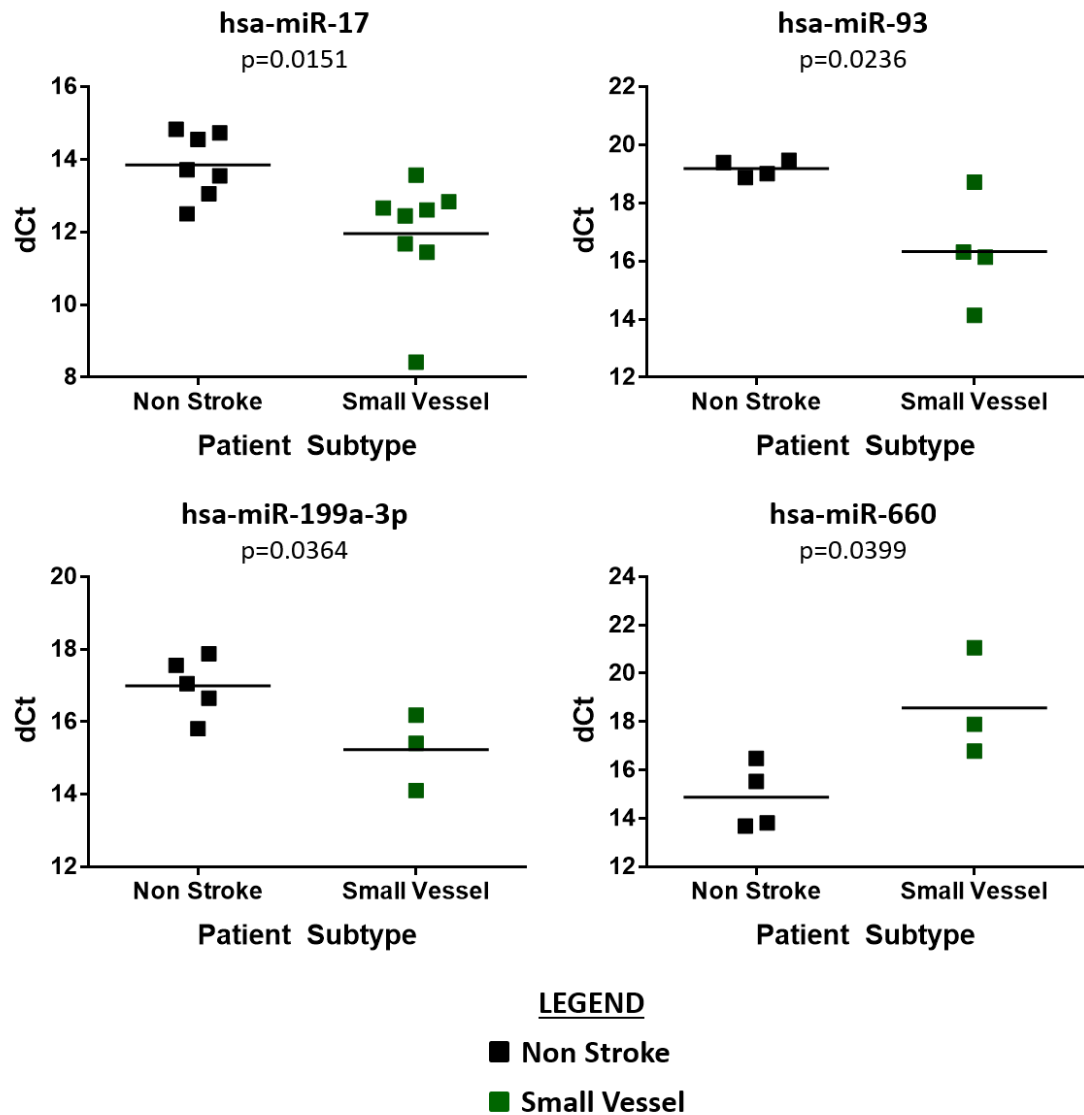 hsa-miR-17
p=0.0151
16
14
12
10
8
dCt
Non Stroke
Small Vessel
Patient Subtype
hsa-miR-93
p=0.0236
22
20
18
16
14
12
dCt
Non Stroke
Small Vessel
Patient Subtype
hsa-miR-199a-3p
p=0.0364
20
18
16
14
12
dCt
Non Stroke
Small Vessel
Patient Subtype
hsa-miR-660
p=0.0399
24
22
20
18
16
14
12
dCt
Non Stroke
Small Vessel
Patient Subtype
LEGEND
Non Stroke
Small Vessel